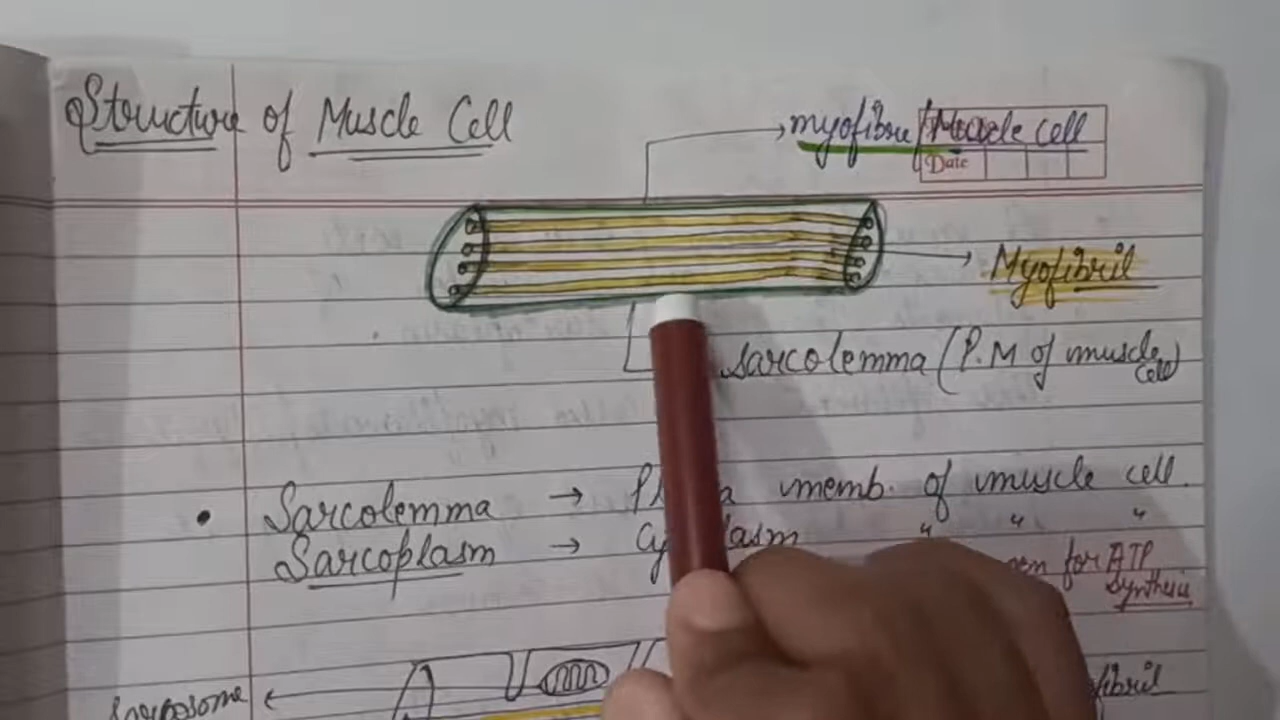 Structure of Muscle Cell
myofibre/Muscle cell
Date
Myofibril
Sarcolemma (P.M of muscle cell)
• Sarcolemma → memb. of muscle cell.
Sarcoplasm → " " "
for ATP
Synthesis
Sarcosome